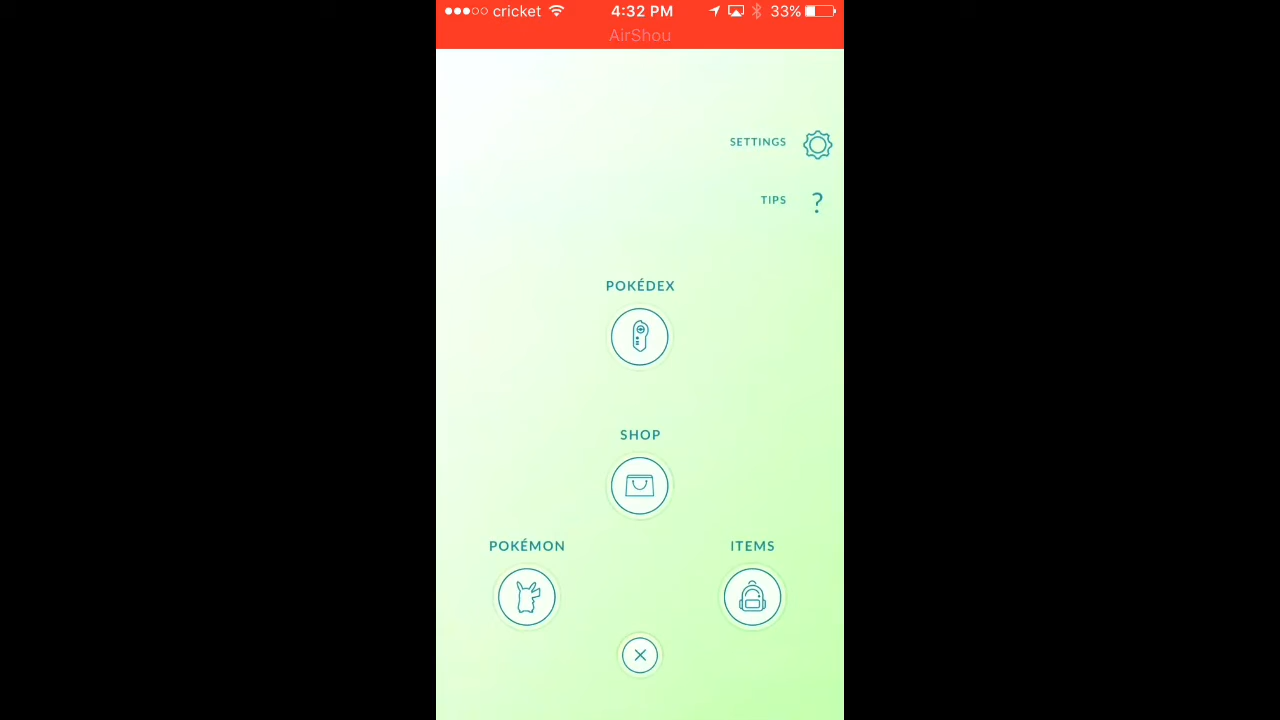 cricket 4:32 PM 33%
AirShou
SETTINGS
TIPS ?
POKÉDEX
SHOP
POKÉMON ITEMS